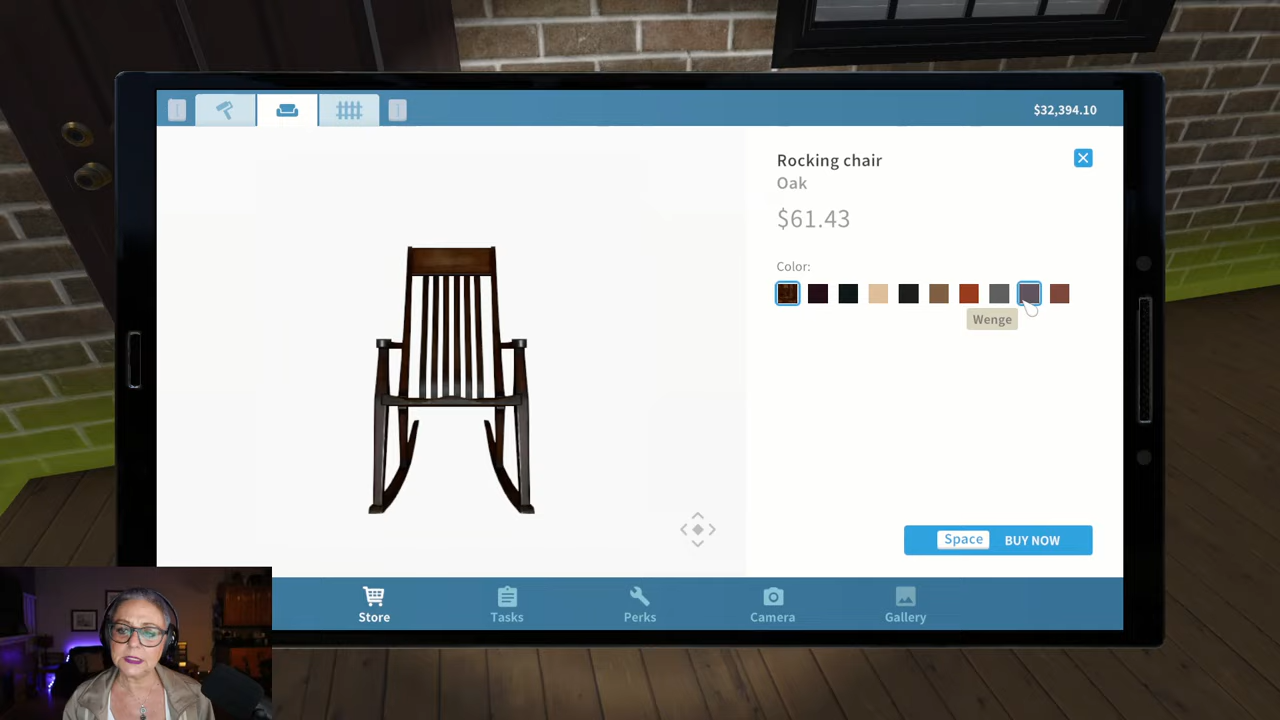 $32,394.10
Rocking chair
Oak
$61.43
Color:
Wenge
Space BUY NOW
Store Tasks Perks Camera Gallery